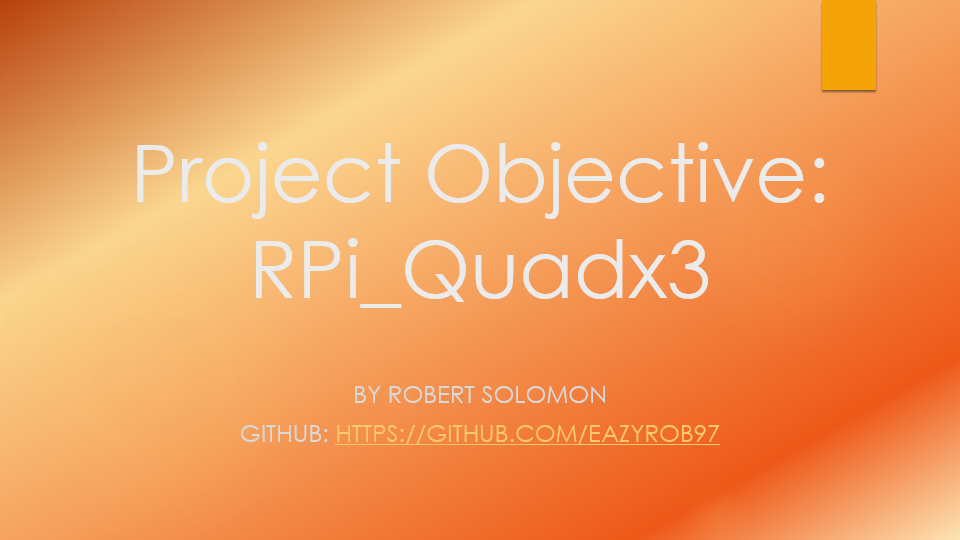 Project Objective:
RPi_Quadx3
BY ROBERT SOLOMON
GITHUB: HTTPS://GITHUB.COM/EAZYROB97